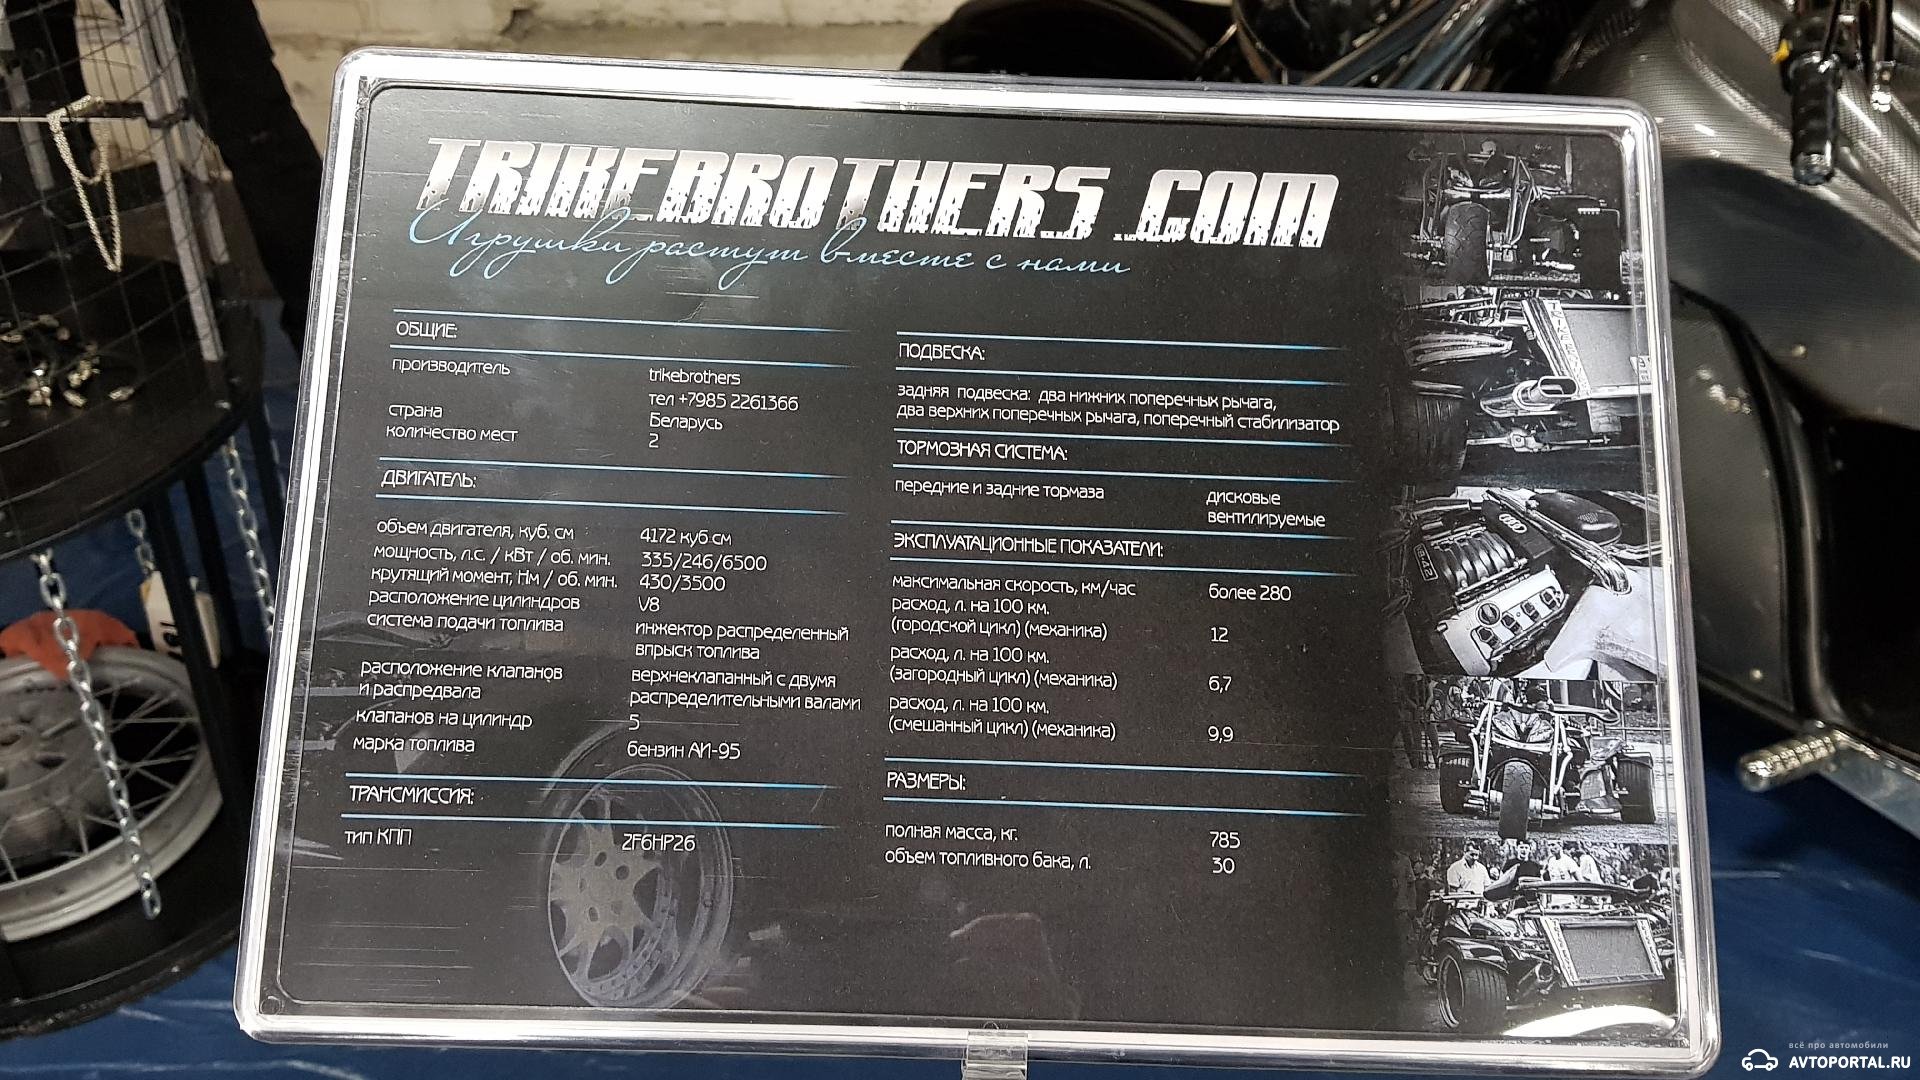 TRIKEBROTHERS.COM
Игрушки растут вместе с нами
ОБЩИЕ:
производитель trikebrothers
тел +7985 2261366
страна Беларусь
количество мест 2
ДВИГАТЕЛЬ:
объем двигателя, куб. см 4172 куб.см
мощность, л.с. / кВт / об. мин. 335/246/6500
крутящий момент, Нм / об. мин. 430/3500
расположение цилиндров V8
система подачи топлива инжектор распределенный
впрыск топлива
расположение клапанов верхнеклапанный с двумя
и распредвала распределительными валами
клапанов на цилиндр 5
марка топлива бензин АИ-95
ТРАНСМИССИЯ:
тип КПП ZF6HP26
ПОДВЕСКА:
задняя подвеска: два нижних поперечных рычага,
два верхних поперечных рычага, поперечный стабилизатор
ТОРМОЗНАЯ СИСТЕМА:
передние и задние тормаза дисковые
вентилируемые
ЭКСПЛУАТАЦИОННЫЕ ПОКАЗАТЕЛИ:
максимальная скорость, км/час более 280
расход, л. на 100 км.
(городской цикл) (механика) 12
расход, л. на 100 км.
(загородный цикл) (механика) 6,7
расход, л. на 100 км.
(смешанный цикл) (механика) 9,9
РАЗМЕРЫ:
полная масса, кг. 785
объем топливного бака, л. 30
всё про автомобили
AVTOPORTAL.RU